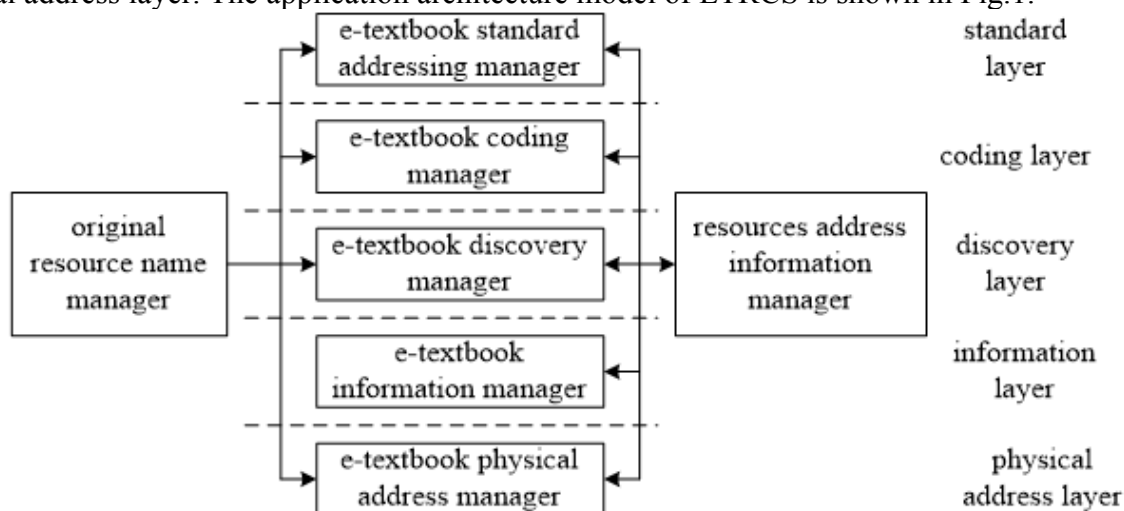 al address layer. The application architecture model of ETRCS is shown in Fig.1.
e-textbook standard
addressing manager
standard
layer
e-textbook coding
manager
coding layer
original
resource name
manager
e-textbook discovery
manager
resources address
information
manager
discovery
layer
e-textbook
information manager
information
layer
e-textbook physical
address manager
physical
address layer